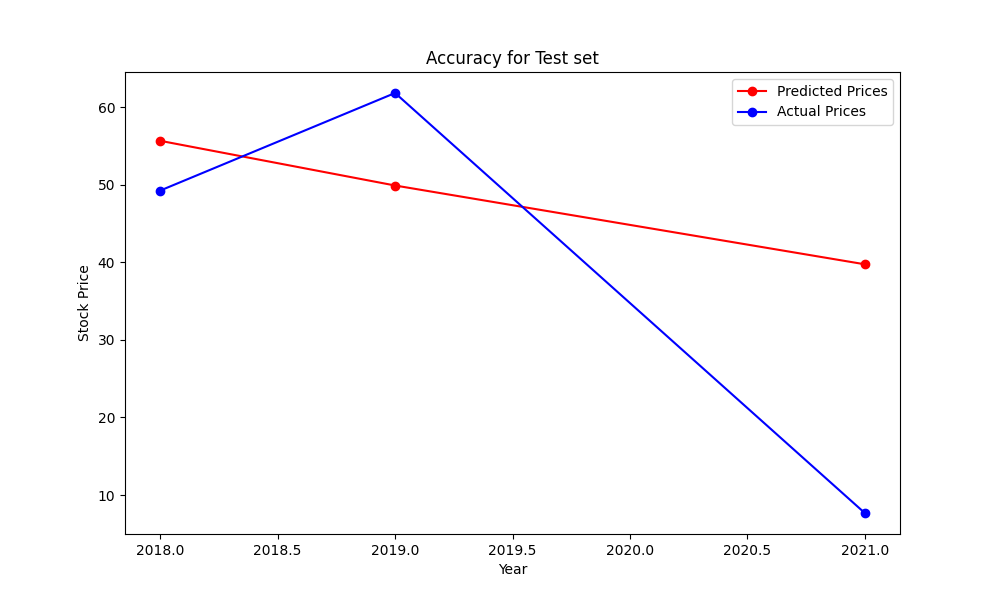 Accuracy for Test set
Predicted Prices
Actual Prices
Stock Price
60
50
40
30
20
10
2018.0 2018.5 2019.0 2019.5 2020.0 2020.5 2021.0
Year